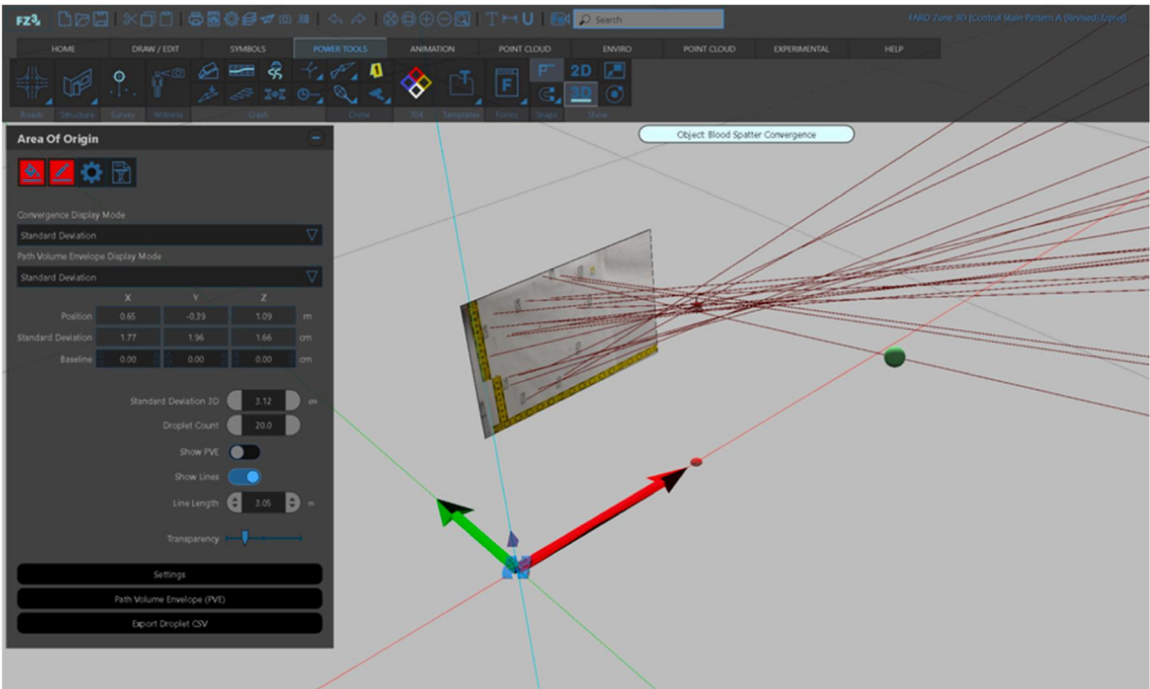 FZ3
Search
FARO Zone 3D [Control Stain Pattern A (Revised).fzproj]
HOME DRAW / EDIT SYMBOLS POWER TOOLS ANIMATION POINT CLOUD ENVIRO POINT CLOUD EXPERIMENTAL HELP
1 T F 2D
3D
Roads Structure Survey Witness Crash Crime 704 Templates Forms Snaps Show
Object: Blood Spatter Convergence
Area Of Origin
Convergence Display Mode
Standard Deviation
Path Volume Envelope Display Mode
Standard Deviation
X Y Z
Position 0.65 -0.39 1.09 m
Standard Deviation 1.77 1.96 1.66 cm
Baseline 0.00 0.00 0.00 cm
Standard Deviation 3D 3.12 cm
Droplet Count 20.0
Show PVE
Show Lines
Line Length 3.05 m
Transparency
Settings
Path Volume Envelope (PVE)
Export Droplet CSV